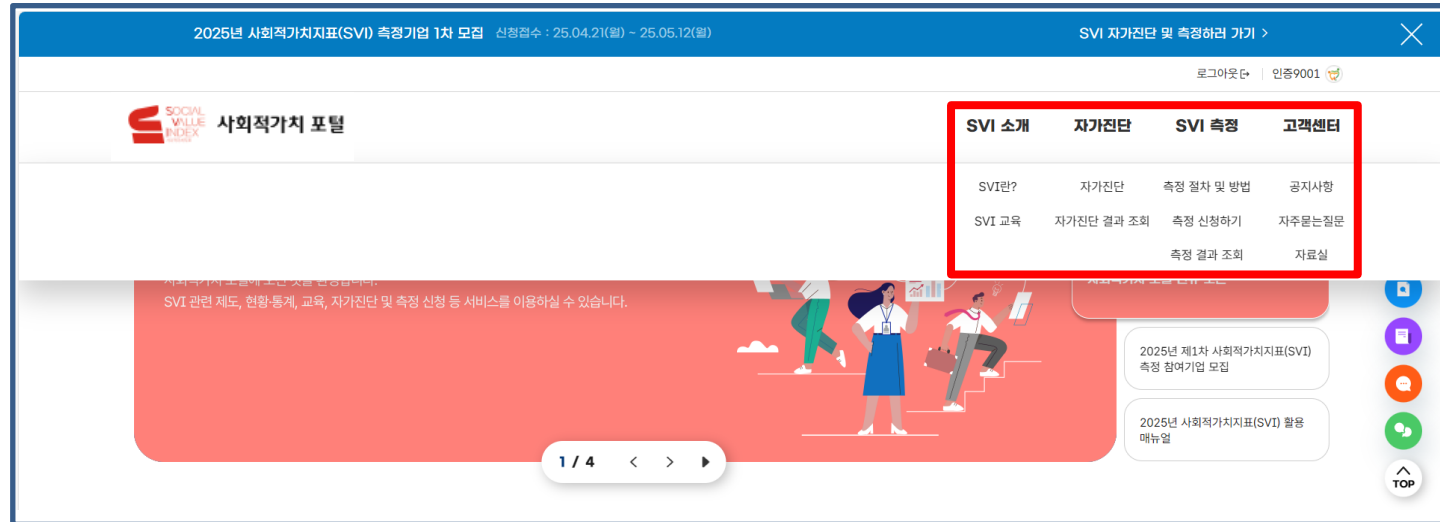 2025년 사회적가치지표(SVI) 측정기업 1차 모집 신청접수 : 25.04.21(월) ~ 25.05.12(월) SVI 자가진단 및 측정하러 가기 >
로그아웃 인증9001
SOCIAL
VALUE
INDEX
사회적가치 포털
SVI 소개 자가진단 SVI 측정 고객센터
SVI란? 자가진단 측정 절차 및 방법 공지사항
SVI 교육 자가진단 결과 조회 측정 신청하기 자주묻는질문
측정 결과 조회 자료실
SVI 관련 제도, 현황·통계, 교육, 자가진단 및 측정 신청 등 서비스를 이용하실 수 있습니다.
2025년 제1차 사회적가치지표(SVI)
측정 참여기업 모집
2025년 사회적가치지표(SVI) 활용
매뉴얼
1 / 4
TOP